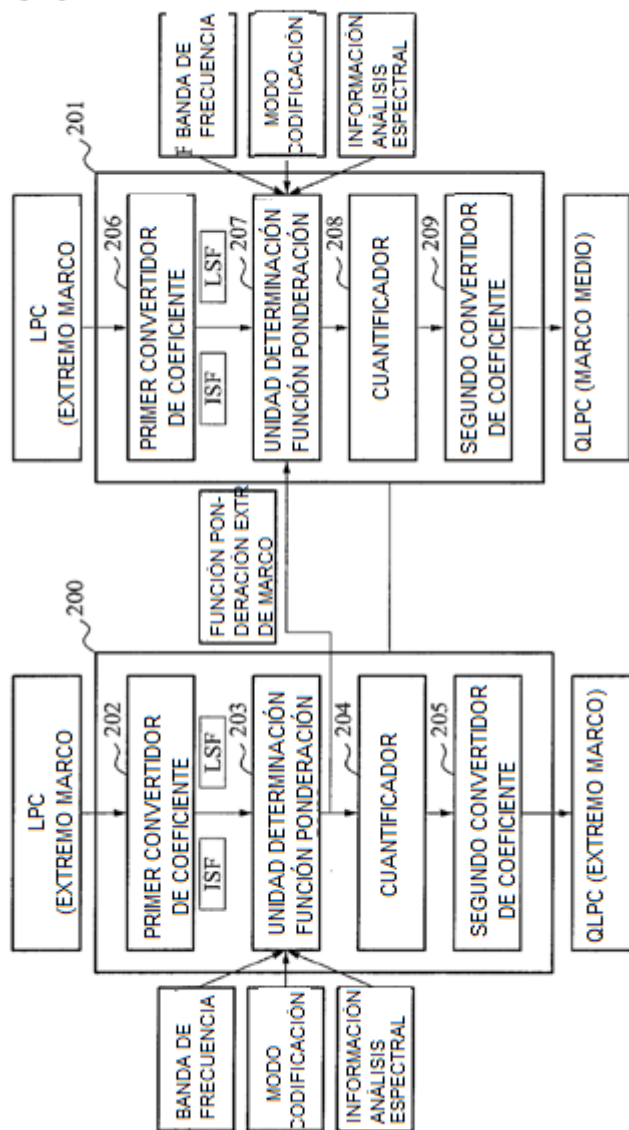 LPC
(EXTREMO MARCO)
200
202
PRIMER CONVERTIDOR
DE COEFICIENTE
ISF
LSF
203
BANDA DE
FRECUENCIA
MODO
CODIFICACIÓN
INFORMACIÓN
ANÁLISIS
ESPECTRAL
UNIDAD DETERMINACIÓN
FUNCIÓN PONDERACIÓN
204
CUANTIFICADOR
205
SEGUNDO CONVERTIDOR
DE COEFICIENTE
QLPC (EXTREMO MARCO)
FUNCIÓN PON-
DERACIÓN EXTR
DE MARCO
LPC
(EXTREMO MARCO)
201
206
PRIMER CONVERTIDOR
DE COEFICIENTE
ISF
LSF
207
UNIDAD DETERMINACIÓN
FUNCIÓN PONDERACIÓN
BANDA DE
FRECUENCIA
MODO
CODIFICACIÓN
INFORMACIÓN
ANÁLISIS
ESPECTRAL
208
CUANTIFICADOR
209
SEGUNDO CONVERTIDOR
DE COEFICIENTE
QLPC (MARCO MEDIO)